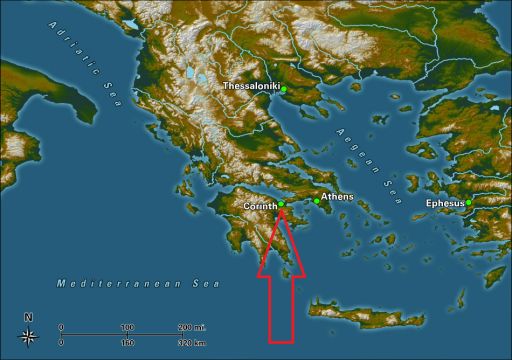 Adriatic Sea
Thessaloniki
Aegean Sea
Athens
Corinth
Ephesus
Mediterranean Sea
N
0 100 200 mi.
0 160 320 km